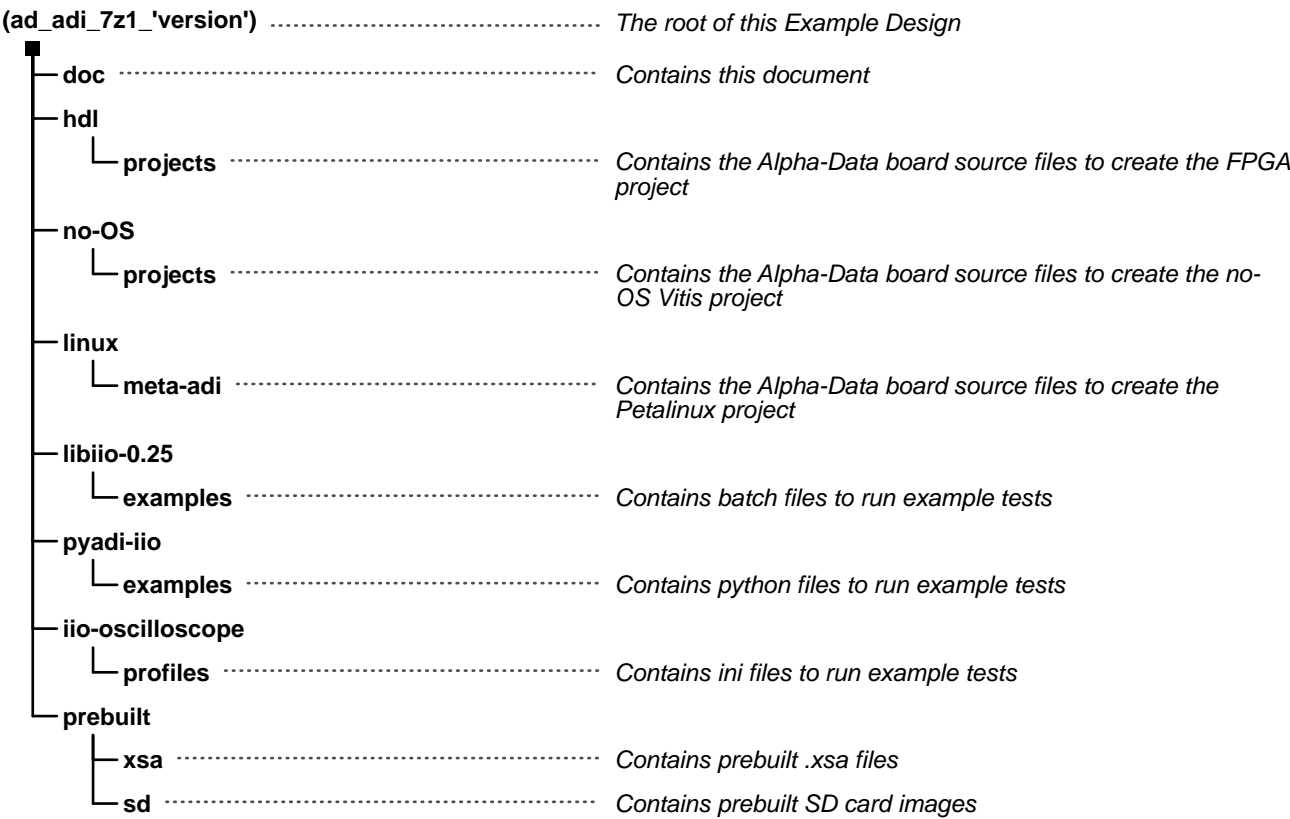 (ad_adi_7z1_'version') The root of this Example Design
doc Contains this document
hdl
projects Contains the Alpha-Data board source files to create the FPGA
project
no-OS
projects Contains the Alpha-Data board source files to create the no-
OS Vitis project
linux
meta-adi Contains the Alpha-Data board source files to create the
Petalinux project
libiio-0.25
examples Contains batch files to run example tests
pyadi-iio
examples Contains python files to run example tests
iio-oscilloscope
profiles Contains ini files to run example tests
prebuilt
xsa Contains prebuilt .xsa files
sd Contains prebuilt SD card images